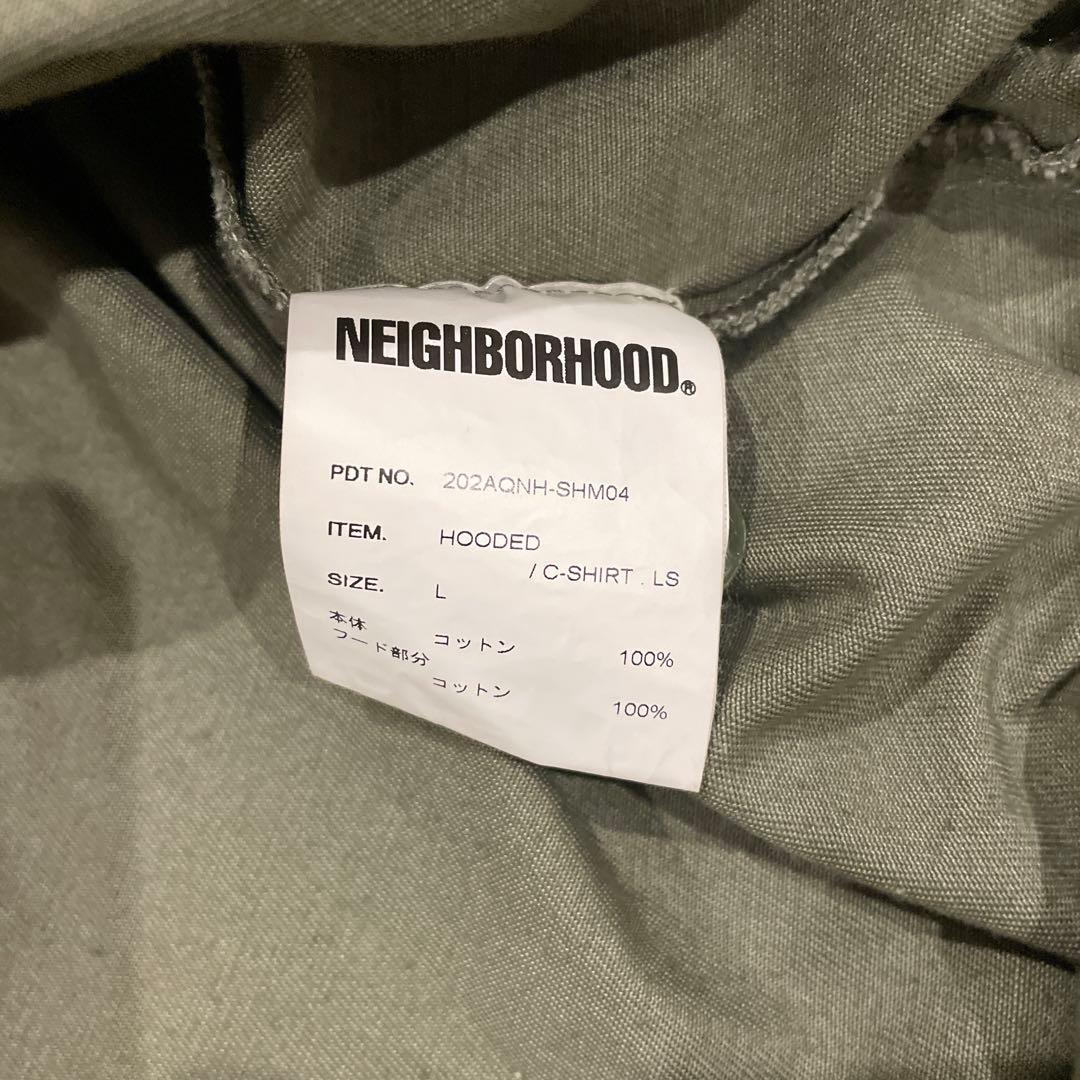 NEIGHBORHOOD®
PDT NO. 202AQNH-SHM04
ITEM. HOODED
/ C-SHIRT . LS
SIZE. L
本体 コットン 100%
フード部分
コットン 100%